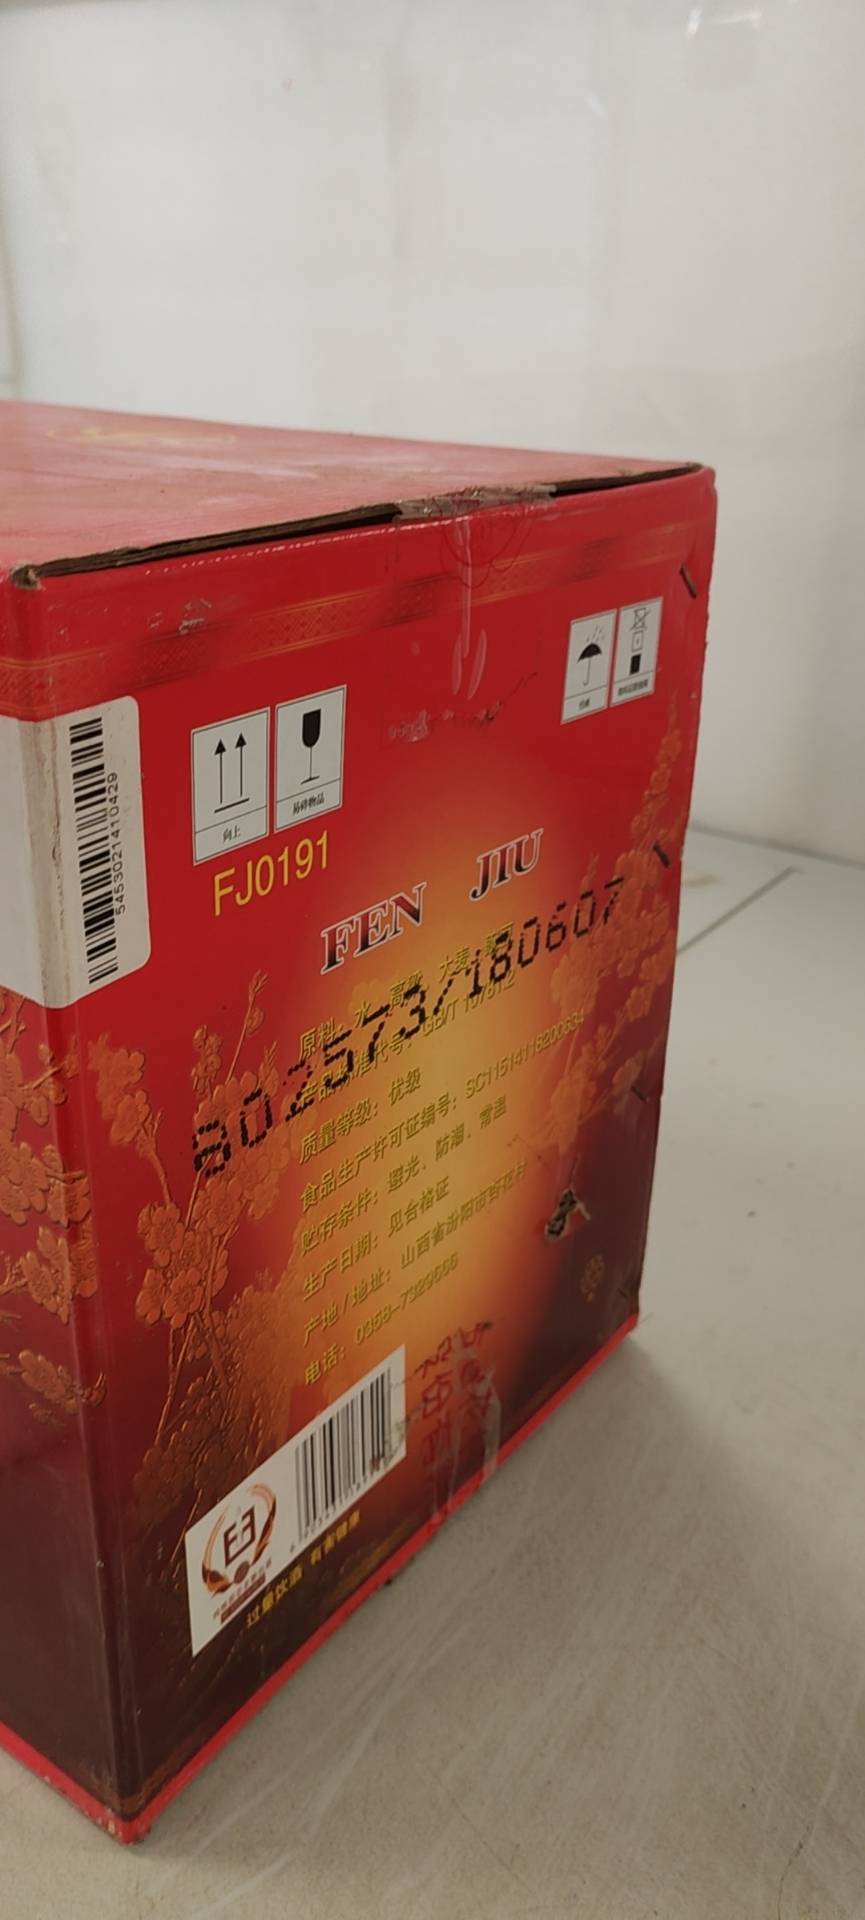 5453021410429
向上
易碎物品
FJ0191
FEN JIU
802573/180607
原料：水、高粱、大麦、豌豆
产品标准代号：GB/T 10781.2
质量等级：优级
食品生产许可证编号：SC11514118200634
贮存条件：避光、防潮、常温
生产日期：见合格证
产地/地址：山西省汾阳市杏花村
电话：0358-7329666
过量饮酒 有害健康